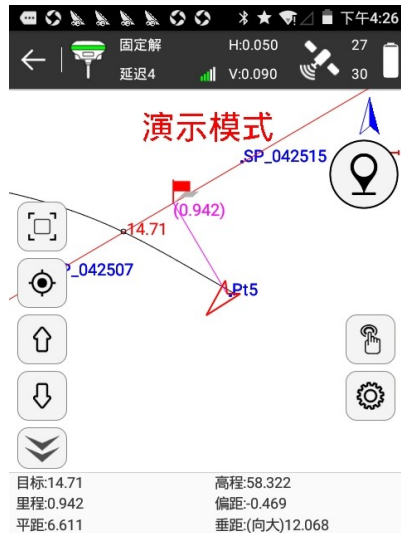 下午4:26
固定解 H:0.050 27
延迟4 V:0.090 30
演示模式
SP_042515
(0.942)
14.71
P_042507
Pt5
目标:14.71 高程:58.322
里程:0.942 偏距:-0.469
平距:6.611 垂距:(向大)12.068